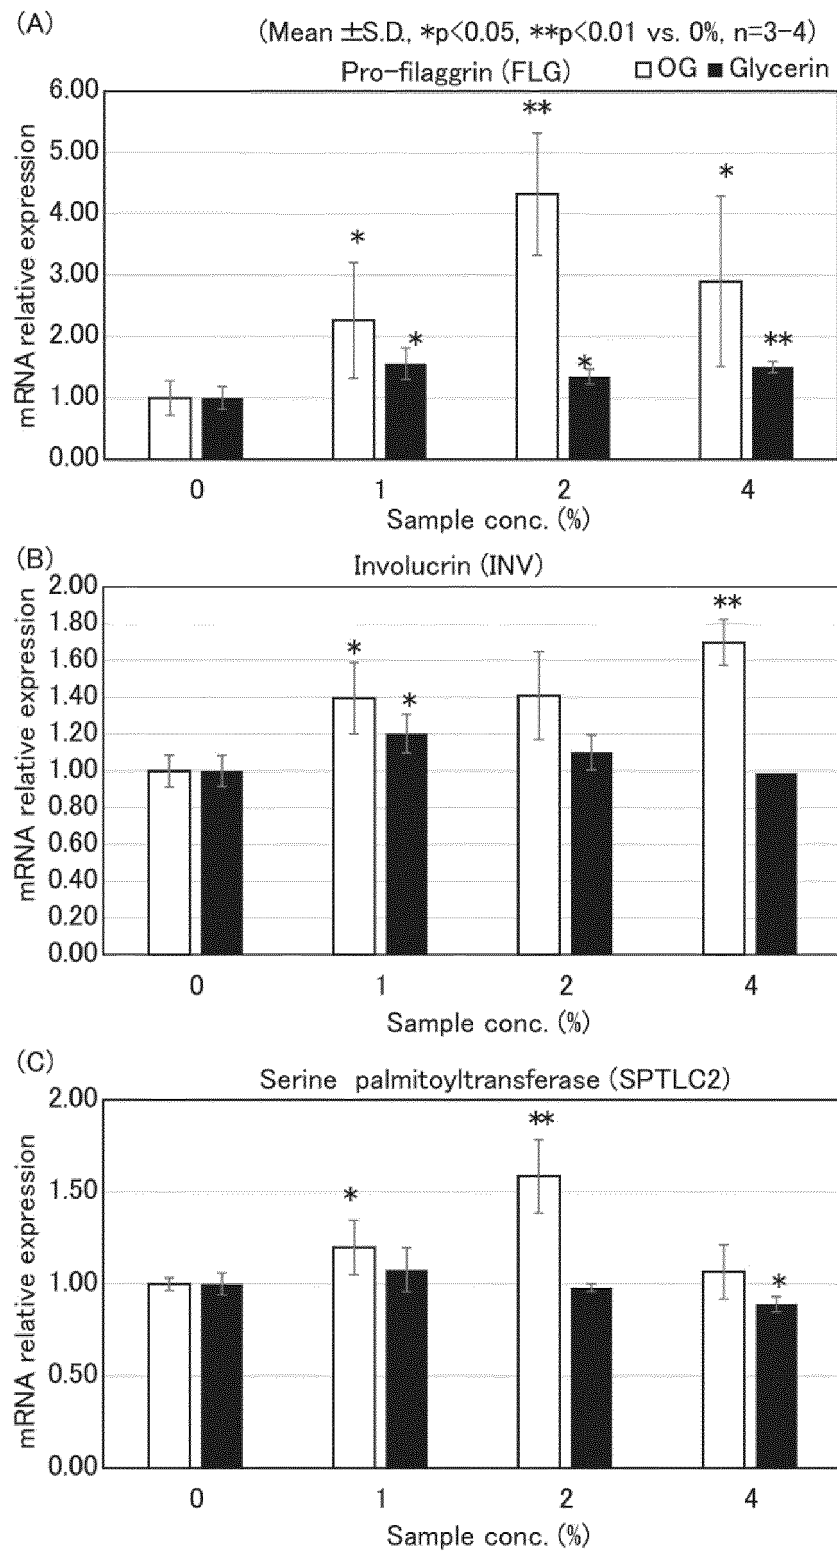 (A)
(Mean ±S.D., *p<0.05, **p<0.01 vs. 0%, n=3-4)
Pro-filaggrin (FLG)
OG Glycerin
mRNA relative expression
6.00
**
5.00
*
4.00
*
3.00
2.00
*
*
**
1.00
0.00
0 1 2 4
Sample conc. (%)
(B)
Involucrin (INV)
mRNA relative expression
2.00
**
1.80
*
1.60
1.40
*
1.20
1.00
0.80
0.60
0.40
0.20
0.00
0 1 2 4
Sample conc. (%)
(C)
Serine palmitoyltransferase (SPTLC2)
mRNA relative expression
2.00
**
1.50
*
1.00
*
0.50
0.00
0 1 2 4
Sample conc. (%)